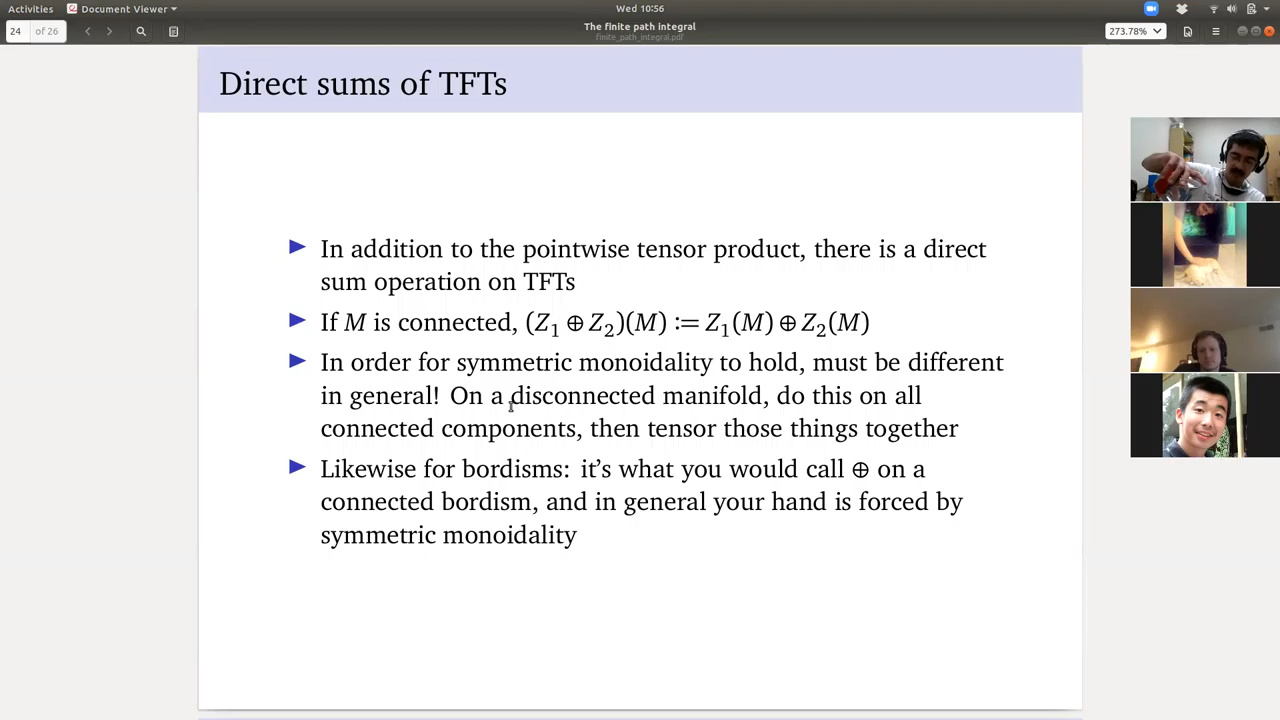 Activities
Document Viewer
Wed 10:56
24 of 26
The finite path integral
finite_path_integral.pdf
273.78%
Direct sums of TFTs
▶ In addition to the pointwise tensor product, there is a direct
sum operation on TFTs
▶ If M is connected, (Z₁ ⊕ Z₂)(M) := Z₁(M) ⊕ Z₂(M)
▶ In order for symmetric monoidality to hold, must be different
in general! On a disconnected manifold, do this on all
connected components, then tensor those things together
▶ Likewise for bordisms: it’s what you would call ⊕ on a
connected bordism, and in general your hand is forced by
symmetric monoidality